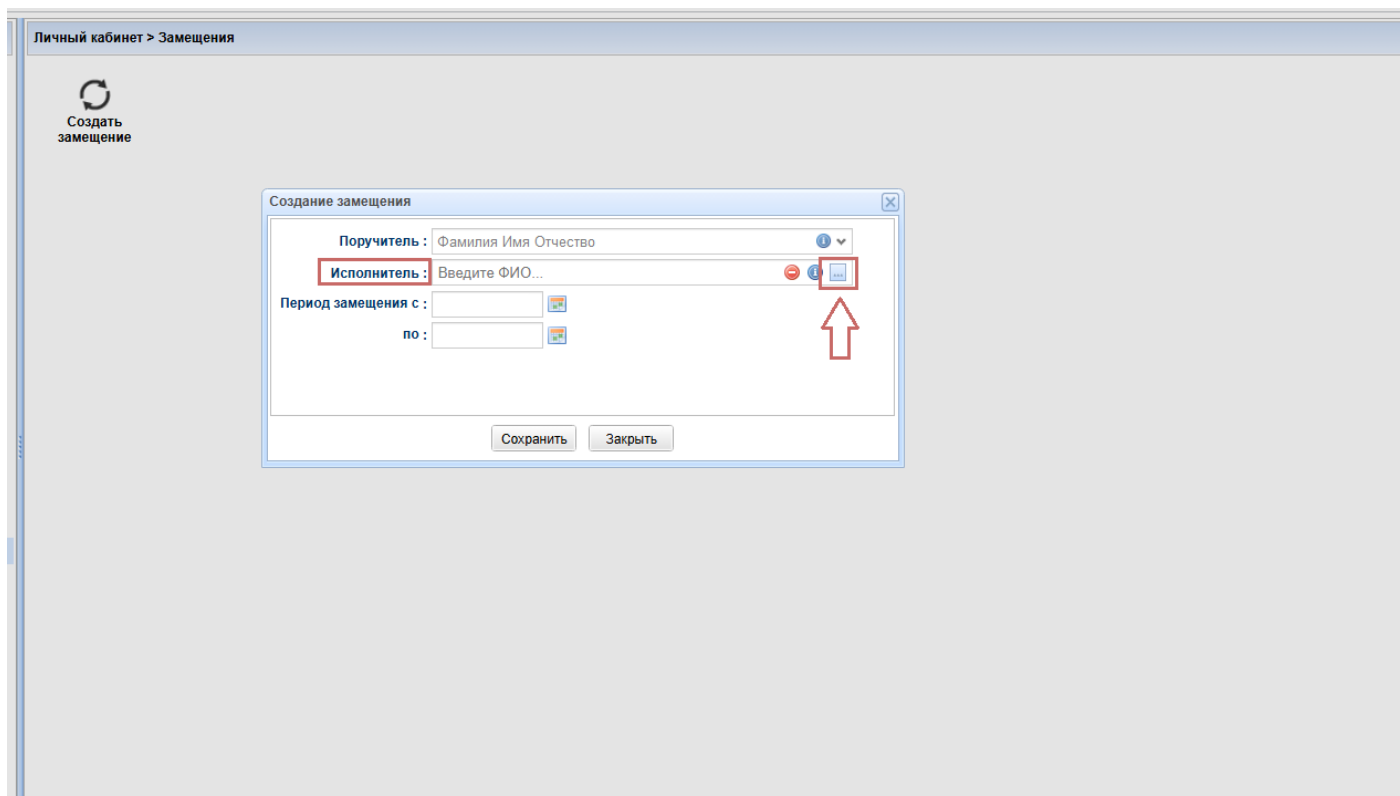 Личный кабинет > Замещения
Создать
замещение
Создание замещения
Поручитель : Фамилия Имя Отчество
Исполнитель : Введите ФИО...
...
Период замещения с :
по :
Сохранить Закрыть